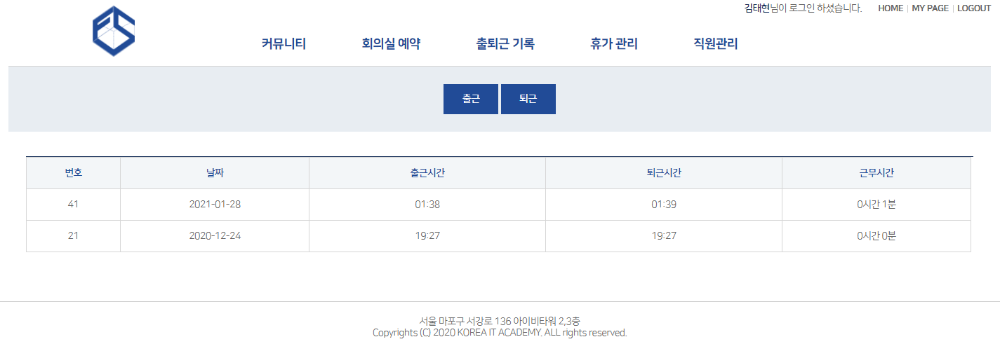 김태현님이 로그인 하셨습니다. HOME | MY PAGE | LOGOUT
커뮤니티 회의실 예약 출퇴근 기록 휴가 관리 직원관리
출근 퇴근
번호 날짜 출근시간 퇴근시간 근무시간
41 2021-01-28 01:38 01:39 0시간 1분
21 2020-12-24 19:27 19:27 0시간 0분
서울 마포구 서강로 136 아이비타워 2,3층
Copyrights (C) 2020 KOREA IT ACADEMY. ALL rights reserved.